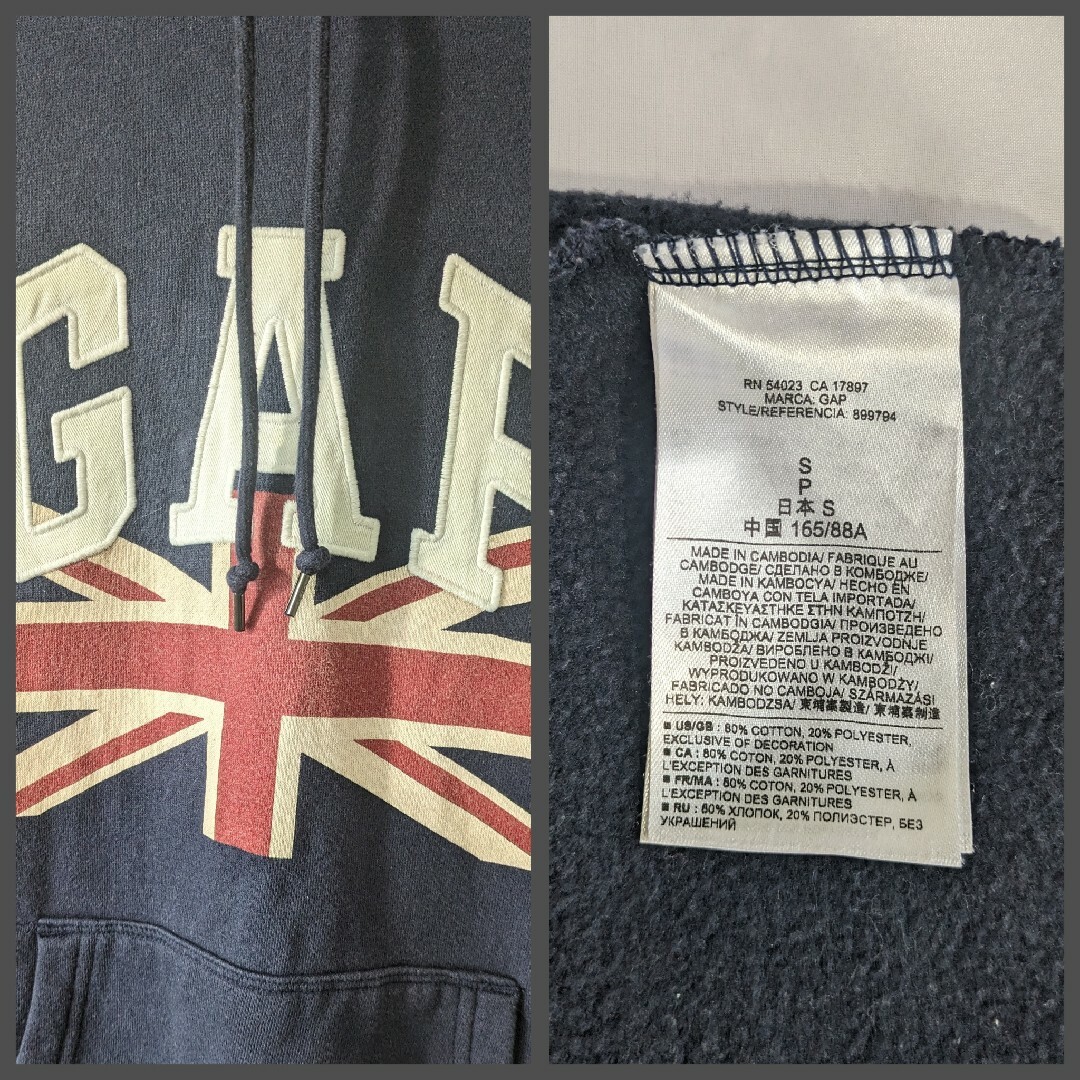 GAP
RN 54023 CA 17897
MARCA: GAP
STYLE/REFERENCIA: 899794
S
P
日本 S
中国 165/88A
MADE IN CAMBODIA/ FABRIQUE AU
CAMBODGE/ СДЕЛАНО В КОМБОДЖЕ/
MADE IN KAMBOCYA/ HECHO EN
CAMBOYA CON TELA IMPORTADA/
ΚΑΤΑΣΚΕΥΑΣΤΗΚΕ ΣΤΗΝ ΚΑΜΠΟΤΖΗ/
FABRICAT ÎN CAMBODGIA/ ПРОИЗВЕДЕНО
В КАМБОДЖА/ ZEMLJA PROIZVODNJE
KAMBODŽA/ ВИРОБЛЕНО В КАМБОДЖІ/
PROIZVEDENO U KAMBODŽI/
WYPRODUKOWANO W KAMBODŻY/
FABRICADO NO CAMBOJA/ SZÁRMAZÁSI
HELY: KAMBODZSA/ 柬埔寨製造/ 柬埔寨制造
■ US/GB : 80% COTTON, 20% POLYESTER,
EXCLUSIVE OF DECORATION
■ CA : 80% COTON, 20% POLYESTER, À
L'EXCEPTION DES GARNITURES
■ FR/MA : 80% COTON, 20% POLYESTER, À
L'EXCEPTION DES GARNITURES
■ RU : 80% ХЛОПОК, 20% ПОЛИЭСТЕР, БЕЗ
УКРАШЕНИЙ